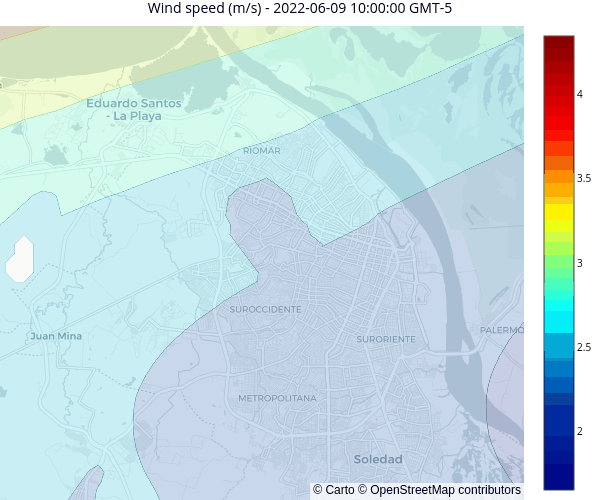 Wind speed (m/s) - 2022-06-09 10:00:00 GMT-5
Eduardo Santos
- La Playa
RIOMAR
SUROCCIDENTE
Juan Mina
SURORIENTE
PALERMO
METROPOLITANA
Soledad
© Carto © OpenStreetMap contributors
4
3.5
3
2.5
2